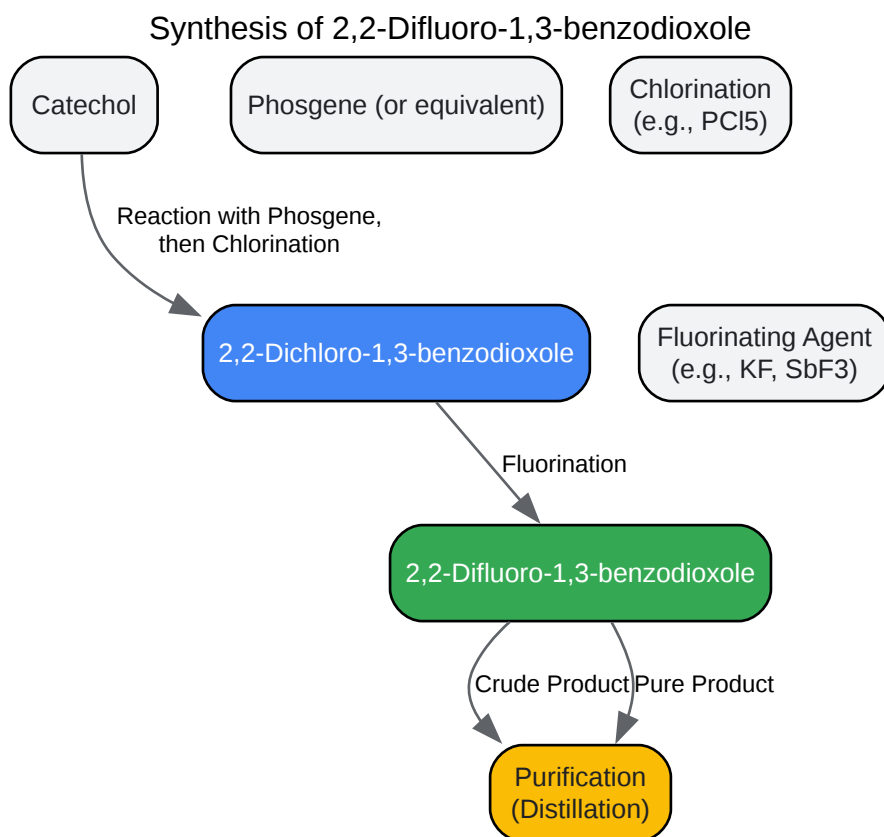 Synthesis of 2,2-Difluoro-1,3-benzodioxole
Catechol
Phosgene (or equivalent)
Chlorination
(e.g., PCl5)
Reaction with Phosgene,
then Chlorination
2,2-Dichloro-1,3-benzodioxole
Fluorinating Agent
(e.g., KF, SbF3)
Fluorination
2,2-Difluoro-1,3-benzodioxole
Crude Product
Pure Product
Purification
(Distillation)